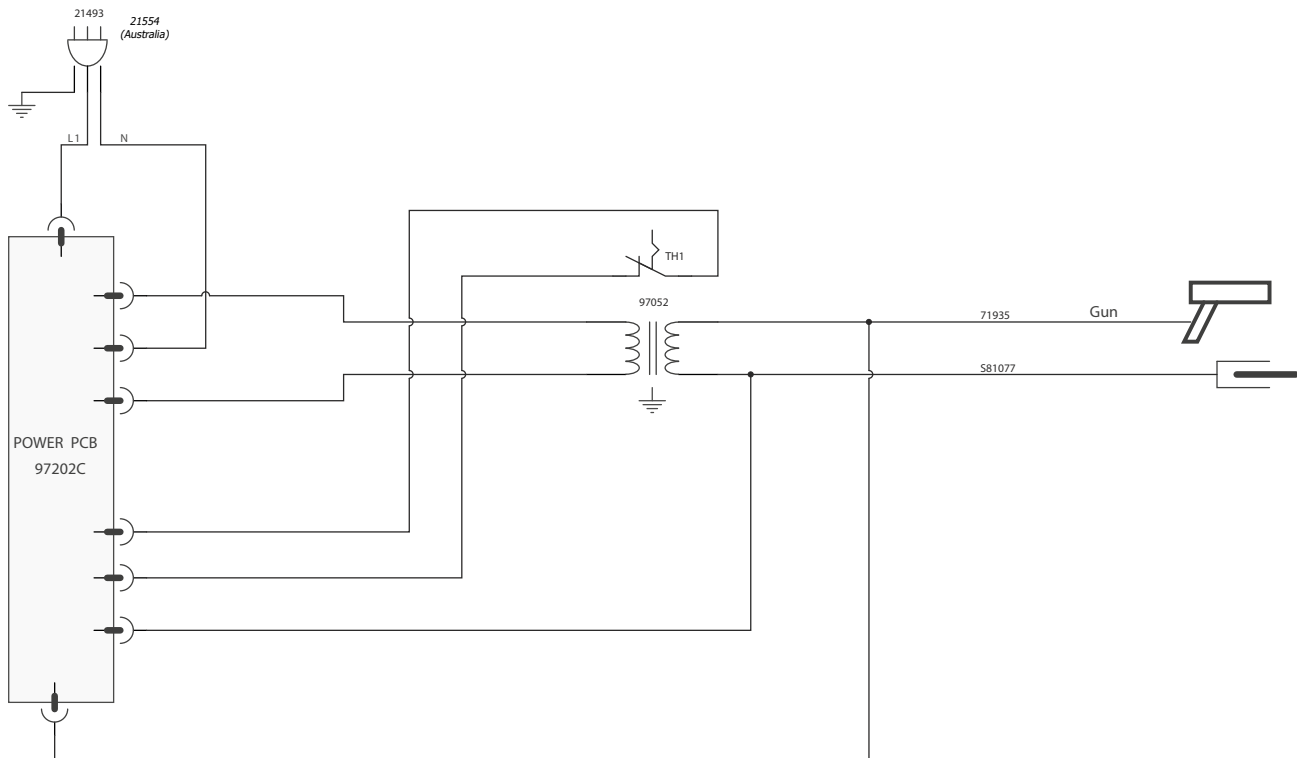 21493
21554
(Australia)
L1
N
TH1
97052
71935
Gun
S81077
POWER PCB
97202C